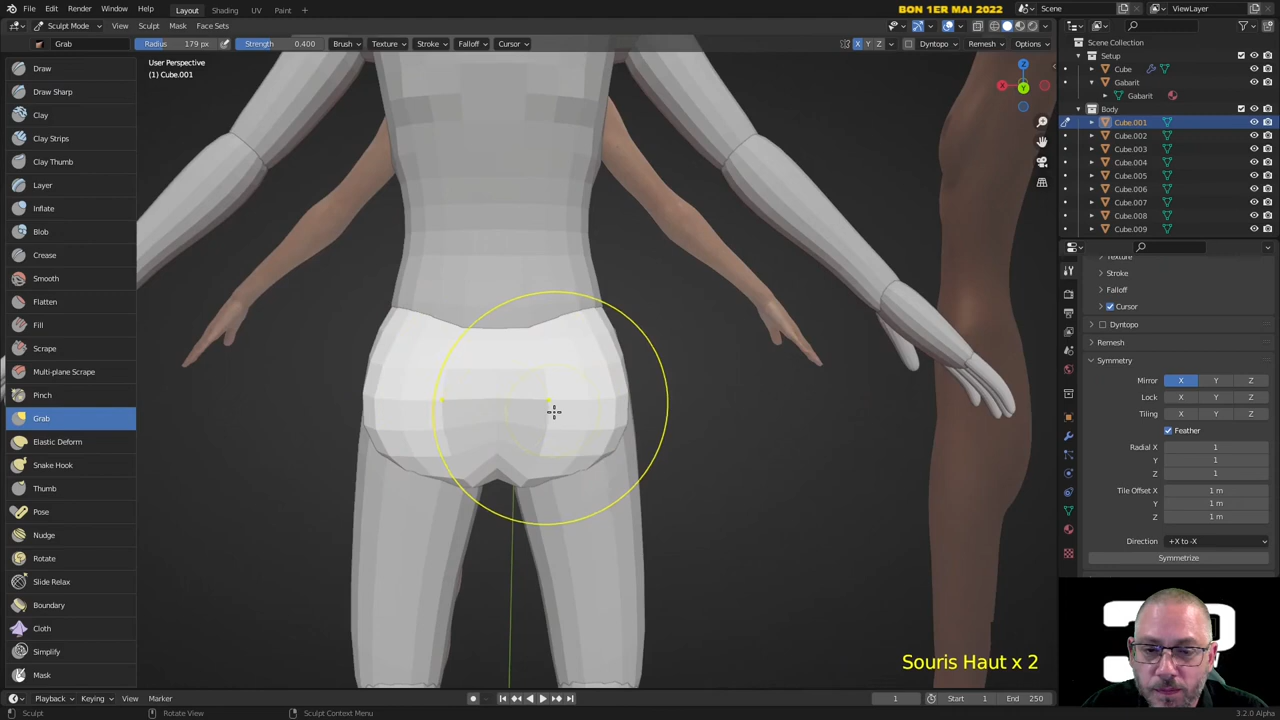 File Edit Render Window Help Layout Shading UV Paint + BON 1ER MAI 2022 Scene ViewLayer
Sculpt Mode View Sculpt Mask Face Sets
Grab Radius 179 px Strength 0.400 Brush Texture Stroke Falloff Cursor X Y Z Dyntopo Remesh Options
User Perspective
(1) Cube.001
Draw
Draw Sharp
Clay
Clay Strips
Clay Thumb
Layer
Inflate
Blob
Crease
Smooth
Flatten
Fill
Scrape
Multi-plane Scrape
Pinch
Grab
Elastic Deform
Snake Hook
Thumb
Pose
Nudge
Rotate
Slide Relax
Boundary
Cloth
Simplify
Mask
Z
X
Y
Scene Collection
Setup
Cube
Gabarit
Gabarit
Body
Cube.001
Cube.002
Cube.003
Cube.004
Cube.005
Cube.006
Cube.007
Cube.008
Cube.009
Texture
Stroke
Falloff
Cursor
Dyntopo
Remesh
Symmetry
Mirror X Y Z
Lock X Y Z
Tiling X Y Z
Feather
Radial X 1
Y 1
Z 1
Tile Offset X 1 m
Y 1 m
Z 1 m
Direction +X to -X
Symmetrize
Souris Haut x 2
Playback Keying View Marker 1 Start 1 End 250
Sculpt Rotate View Sculpt Context Menu 3.2.0 Alpha